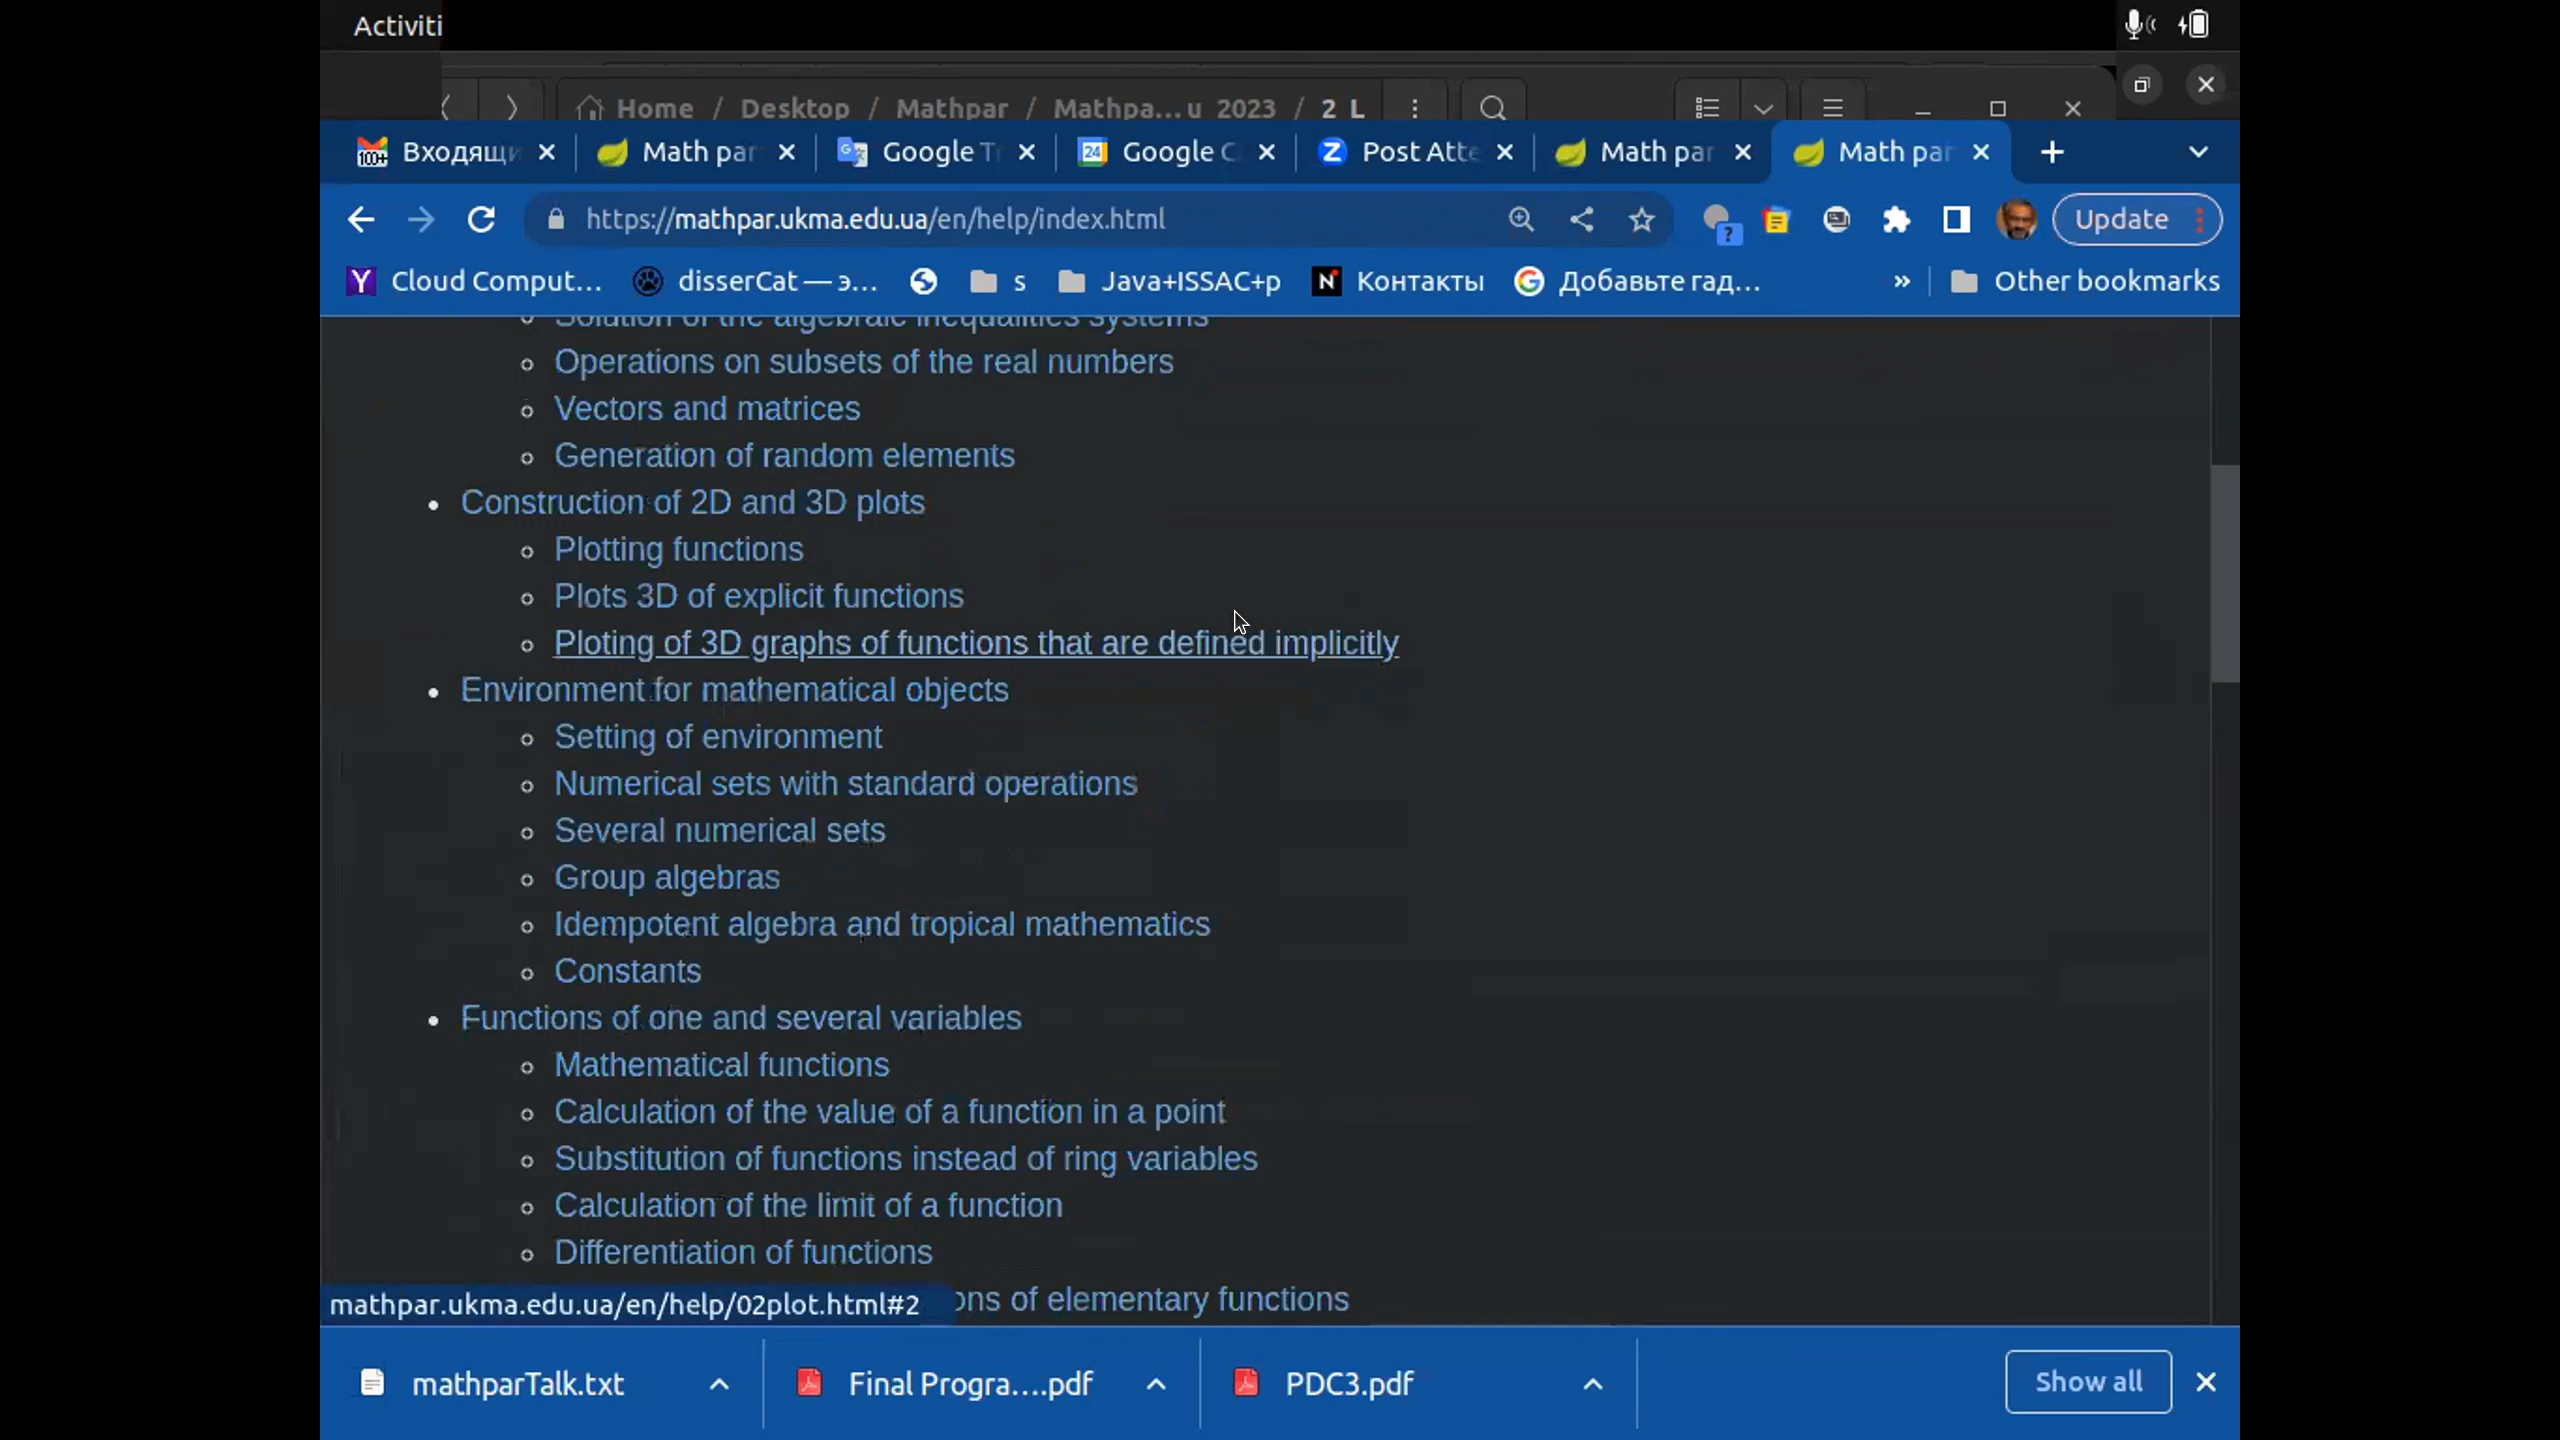 Activiti
Home / Desktop / Mathpar / Mathpa...u 2023 / 2 L
Входящи
Math par
Google T
24 Google C
Post Atte
Math par
Math par
100+
https://mathpar.ukma.edu.ua/en/help/index.html
Update
Cloud Comput...
disserCat — э...
s
Java+ISSAC+p
Контакты
Добавьте гад...
Other bookmarks
Solution of the algebraic inequalities systems
Operations on subsets of the real numbers
Vectors and matrices
Generation of random elements
Construction of 2D and 3D plots
Plotting functions
Plots 3D of explicit functions
Ploting of 3D graphs of functions that are defined implicitly
Environment for mathematical objects
Setting of environment
Numerical sets with standard operations
Several numerical sets
Group algebras
Idempotent algebra and tropical mathematics
Constants
Functions of one and several variables
Mathematical functions
Calculation of the value of a function in a point
Substitution of functions instead of ring variables
Calculation of the limit of a function
Differentiation of functions
ons of elementary functions
mathpar.ukma.edu.ua/en/help/02plot.html#2
mathparTalk.txt
Final Progra....pdf
PDC3.pdf
Show all